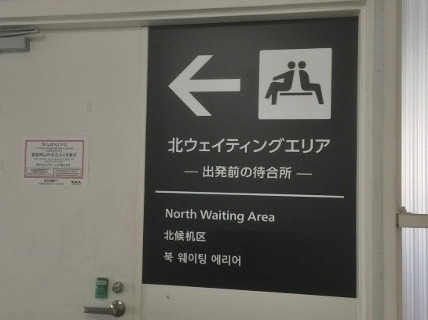 北ウェイティングエリア
— 出発前の待合所 —
North Waiting Area
北候机区
북 웨이팅 에리어
WARNING